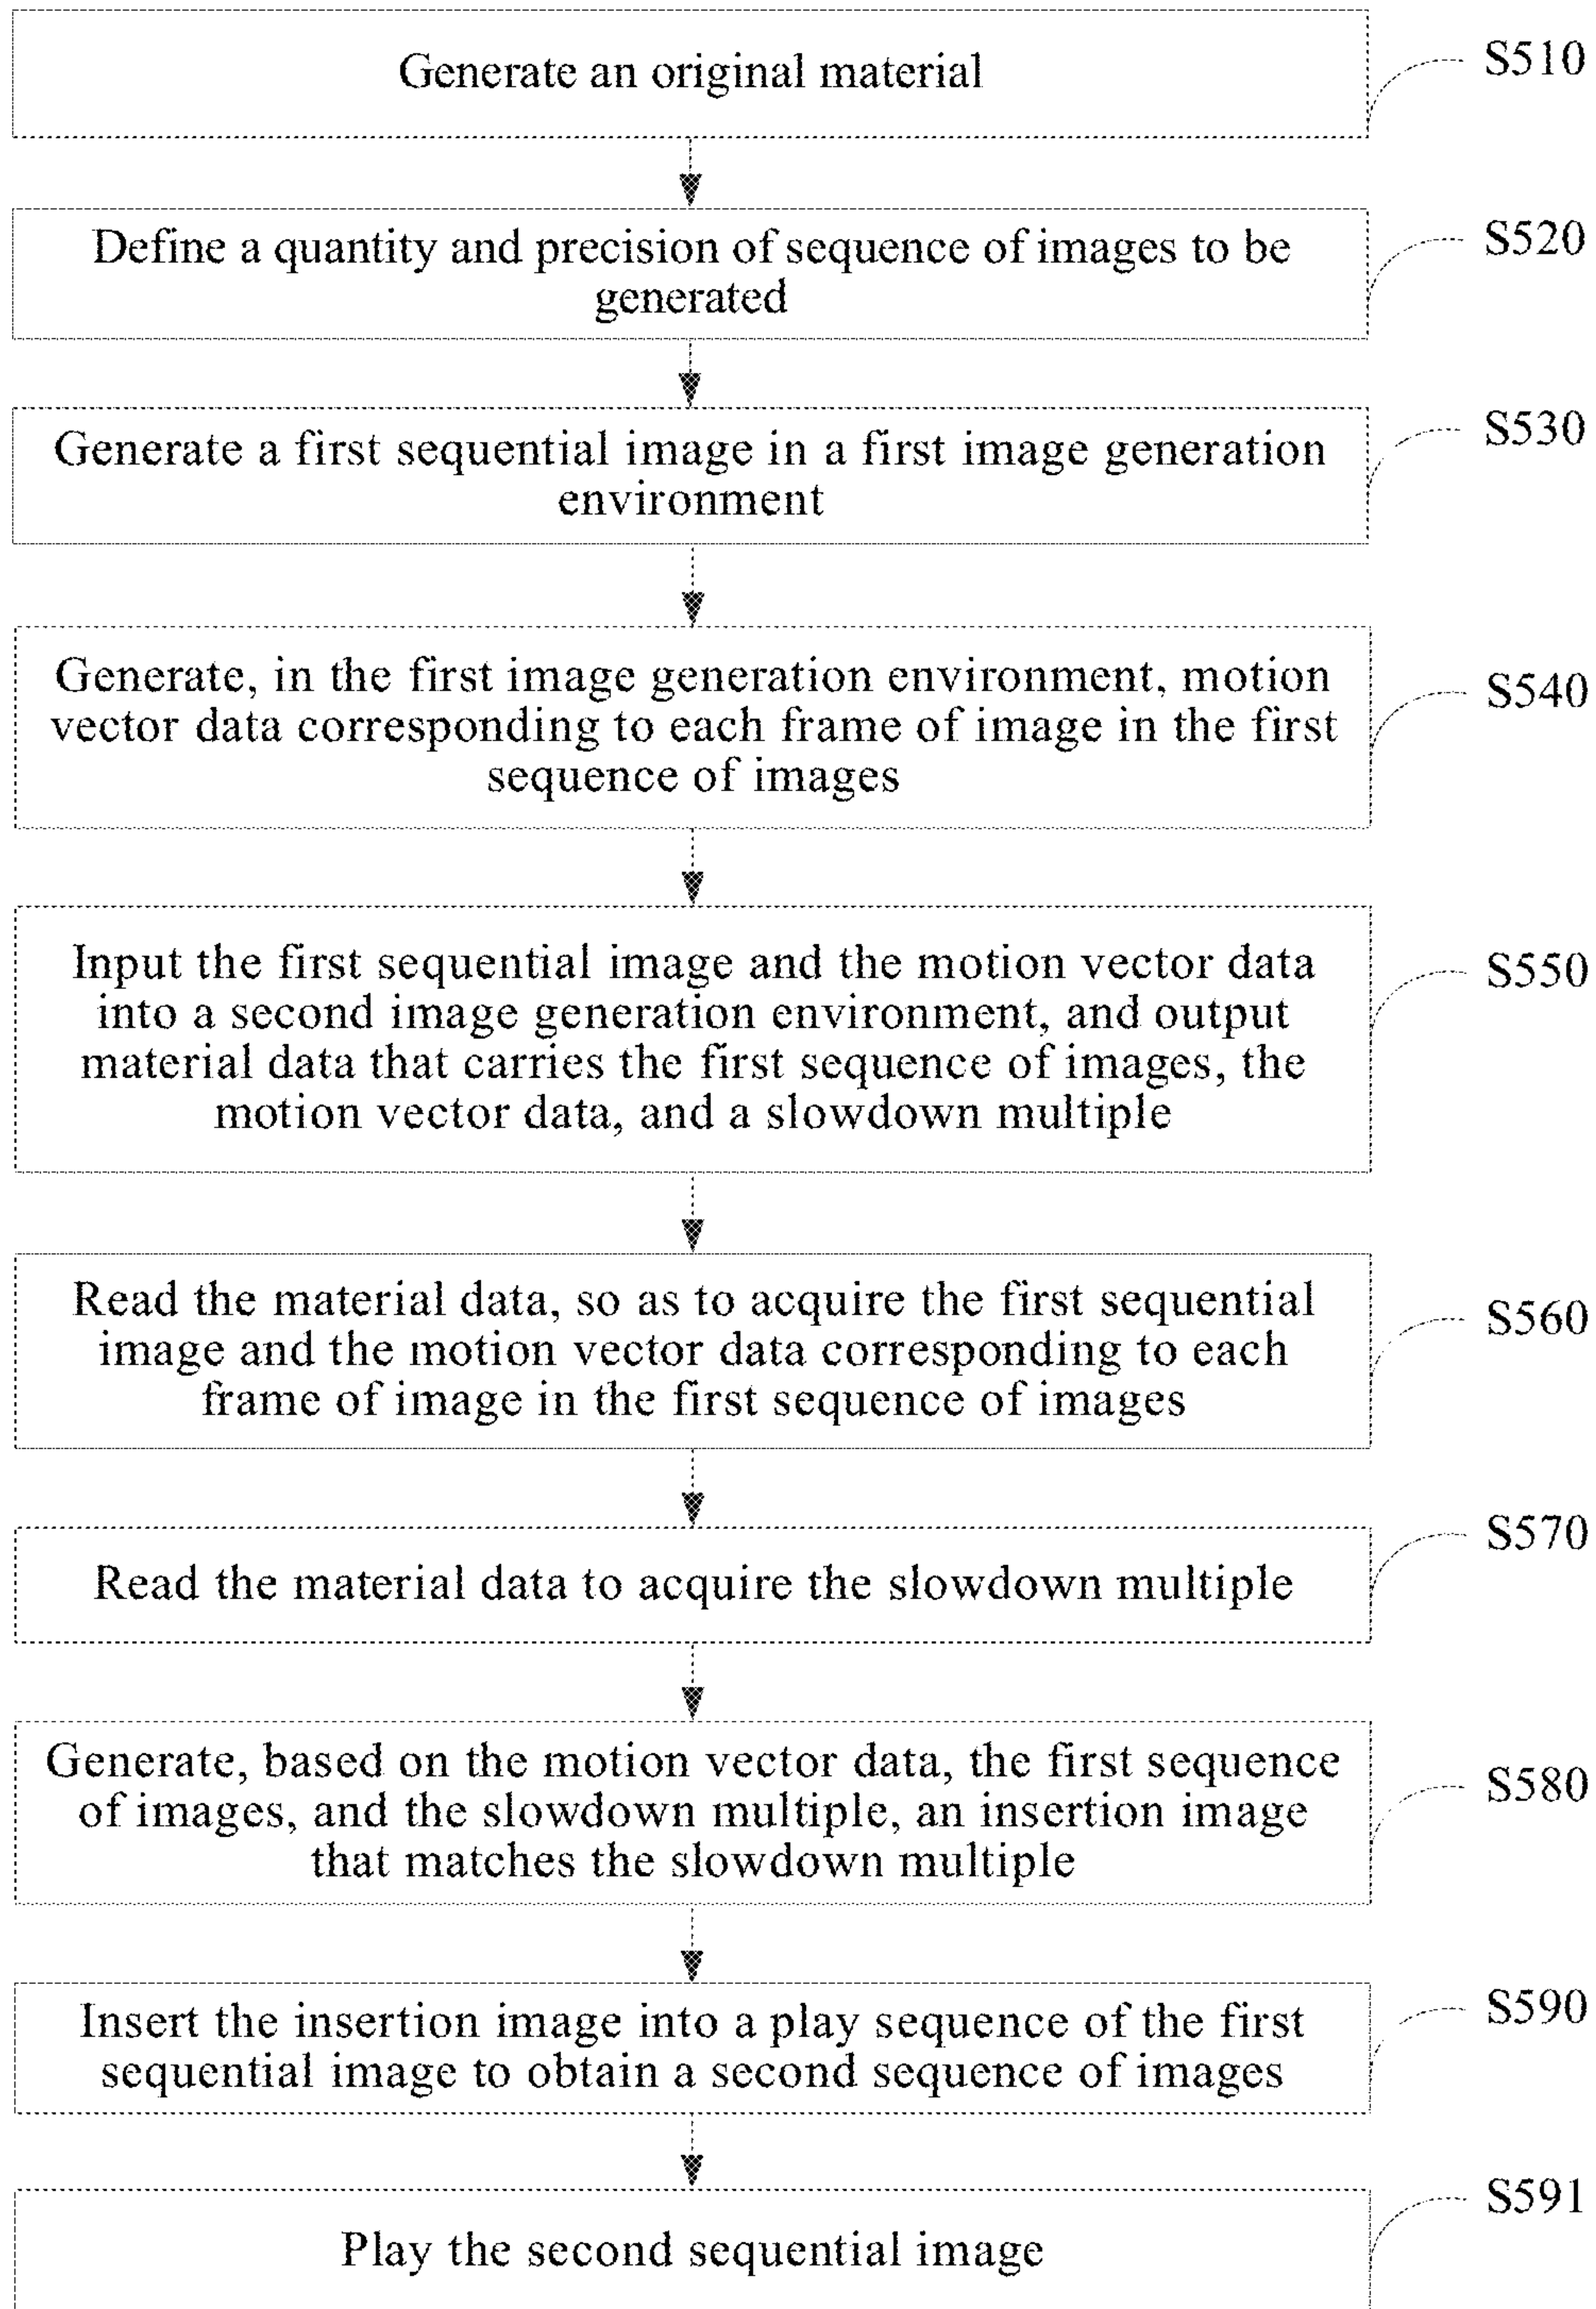 Generate an original material
S510
Define a quantity and precision of sequence of images to be
generated
S520
Generate a first sequential image in a first image generation
environment
S530
Generate, in the first image generation environment, motion
vector data corresponding to each frame of image in the first
sequence of images
S540
Input the first sequential image and the motion vector data
into a second image generation environment, and output
material data that carries the first sequence of images, the
motion vector data, and a slowdown multiple
S550
Read the material data, so as to acquire the first sequential
image and the motion vector data corresponding to each
frame of image in the first sequence of images
S560
Read the material data to acquire the slowdown multiple
S570
Generate, based on the motion vector data, the first sequence
of images, and the slowdown multiple, an insertion image
that matches the slowdown multiple
S580
Insert the insertion image into a play sequence of the first
sequential image to obtain a second sequence of images
S590
Play the second sequential image
S591